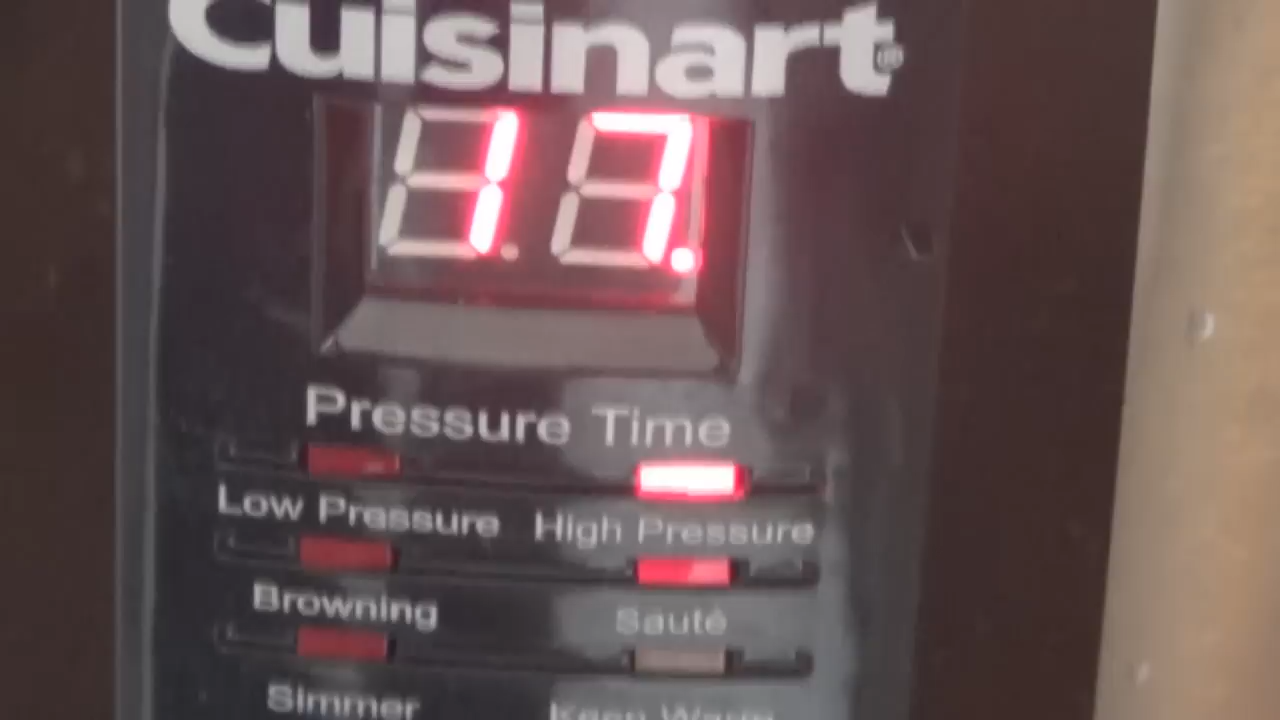 Cuisinart®
17.
Pressure Time
Low Pressure High Pressure
Browning Sauté
Simmer Keep Warm